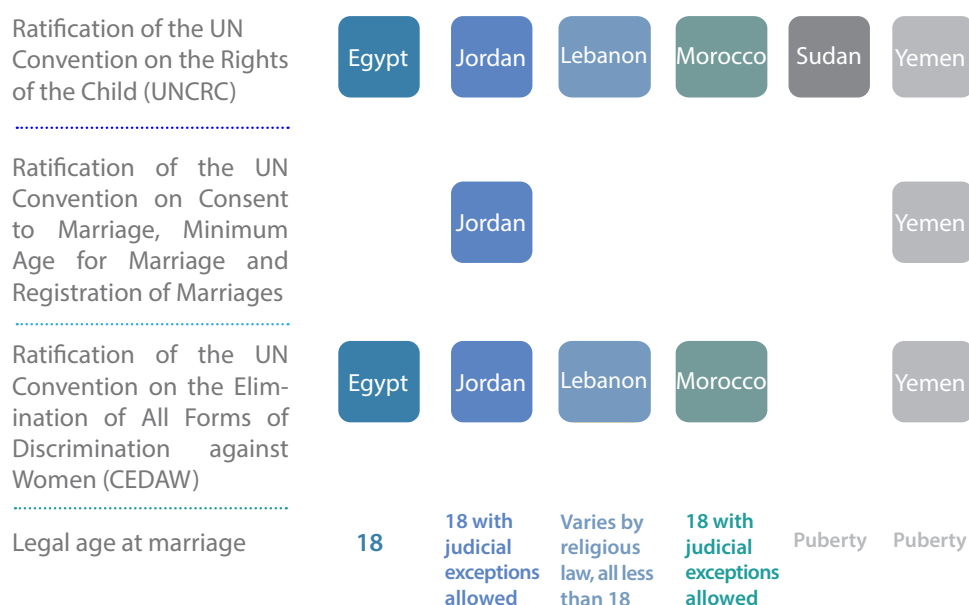 Ratification of the UN
Convention on the Rights
of the Child (UNCRC)
Egypt Jordan Lebanon Morocco Sudan Yemen
Ratification of the UN
Convention on Consent
to Marriage, Minimum
Age for Marriage and
Registration of Marriages
Jordan Yemen
Ratification of the UN
Convention on the Elim-
ination of All Forms of
Discrimination against
Women (CEDAW)
Egypt Jordan Lebanon Morocco Yemen
Legal age at marriage
18
18 with
judicial
exceptions
allowed
Varies by
religious
law, all less
than 18
18 with
judicial
exceptions
allowed
Puberty
Puberty